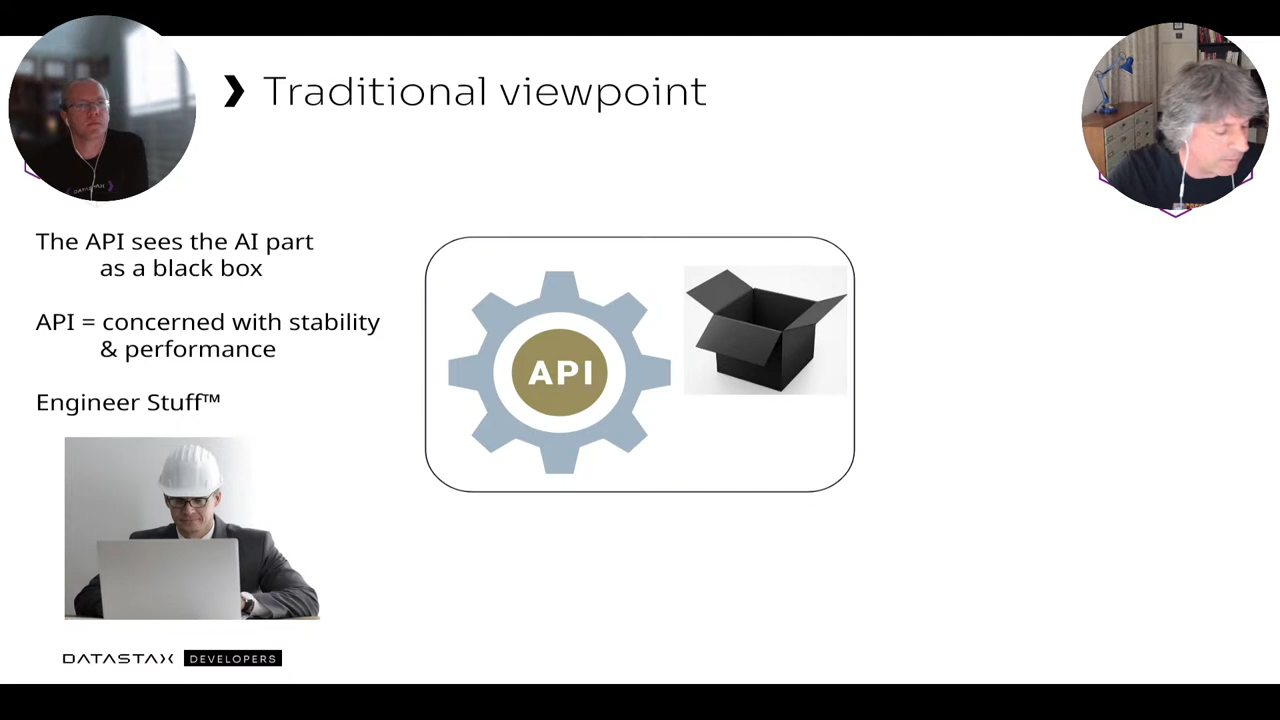 Traditional viewpoint
The API sees the AI part
as a black box
API = concerned with stability
& performance
Engineer Stuff™
API
DATASTAX DEVELOPERS
DATASTAX